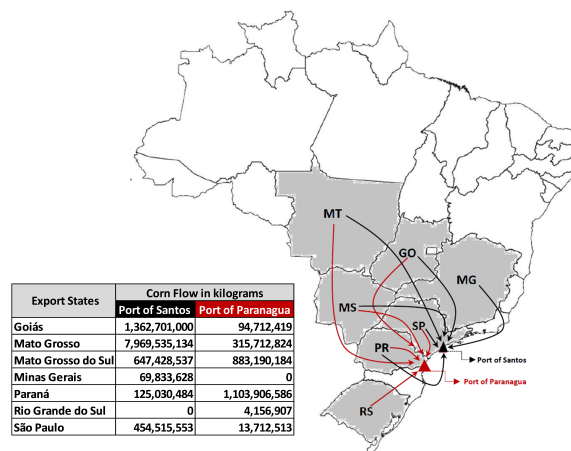 MT
GO
MG
MS
SP
PR
RS
Port of Santos
Port of Paranagua
Export States
Corn Flow in kilograms
Port of Santos Port of Paranagua
Goiás 1,362,701,000 94,712,419
Mato Grosso 7,969,535,134 315,712,824
Mato Grosso do Sul 647,428,537 883,190,184
Minas Gerais 69,833,628 0
Paraná 125,030,484 1,103,906,586
Rio Grande do Sul 0 4,156,907
São Paulo 454,515,553 13,712,513